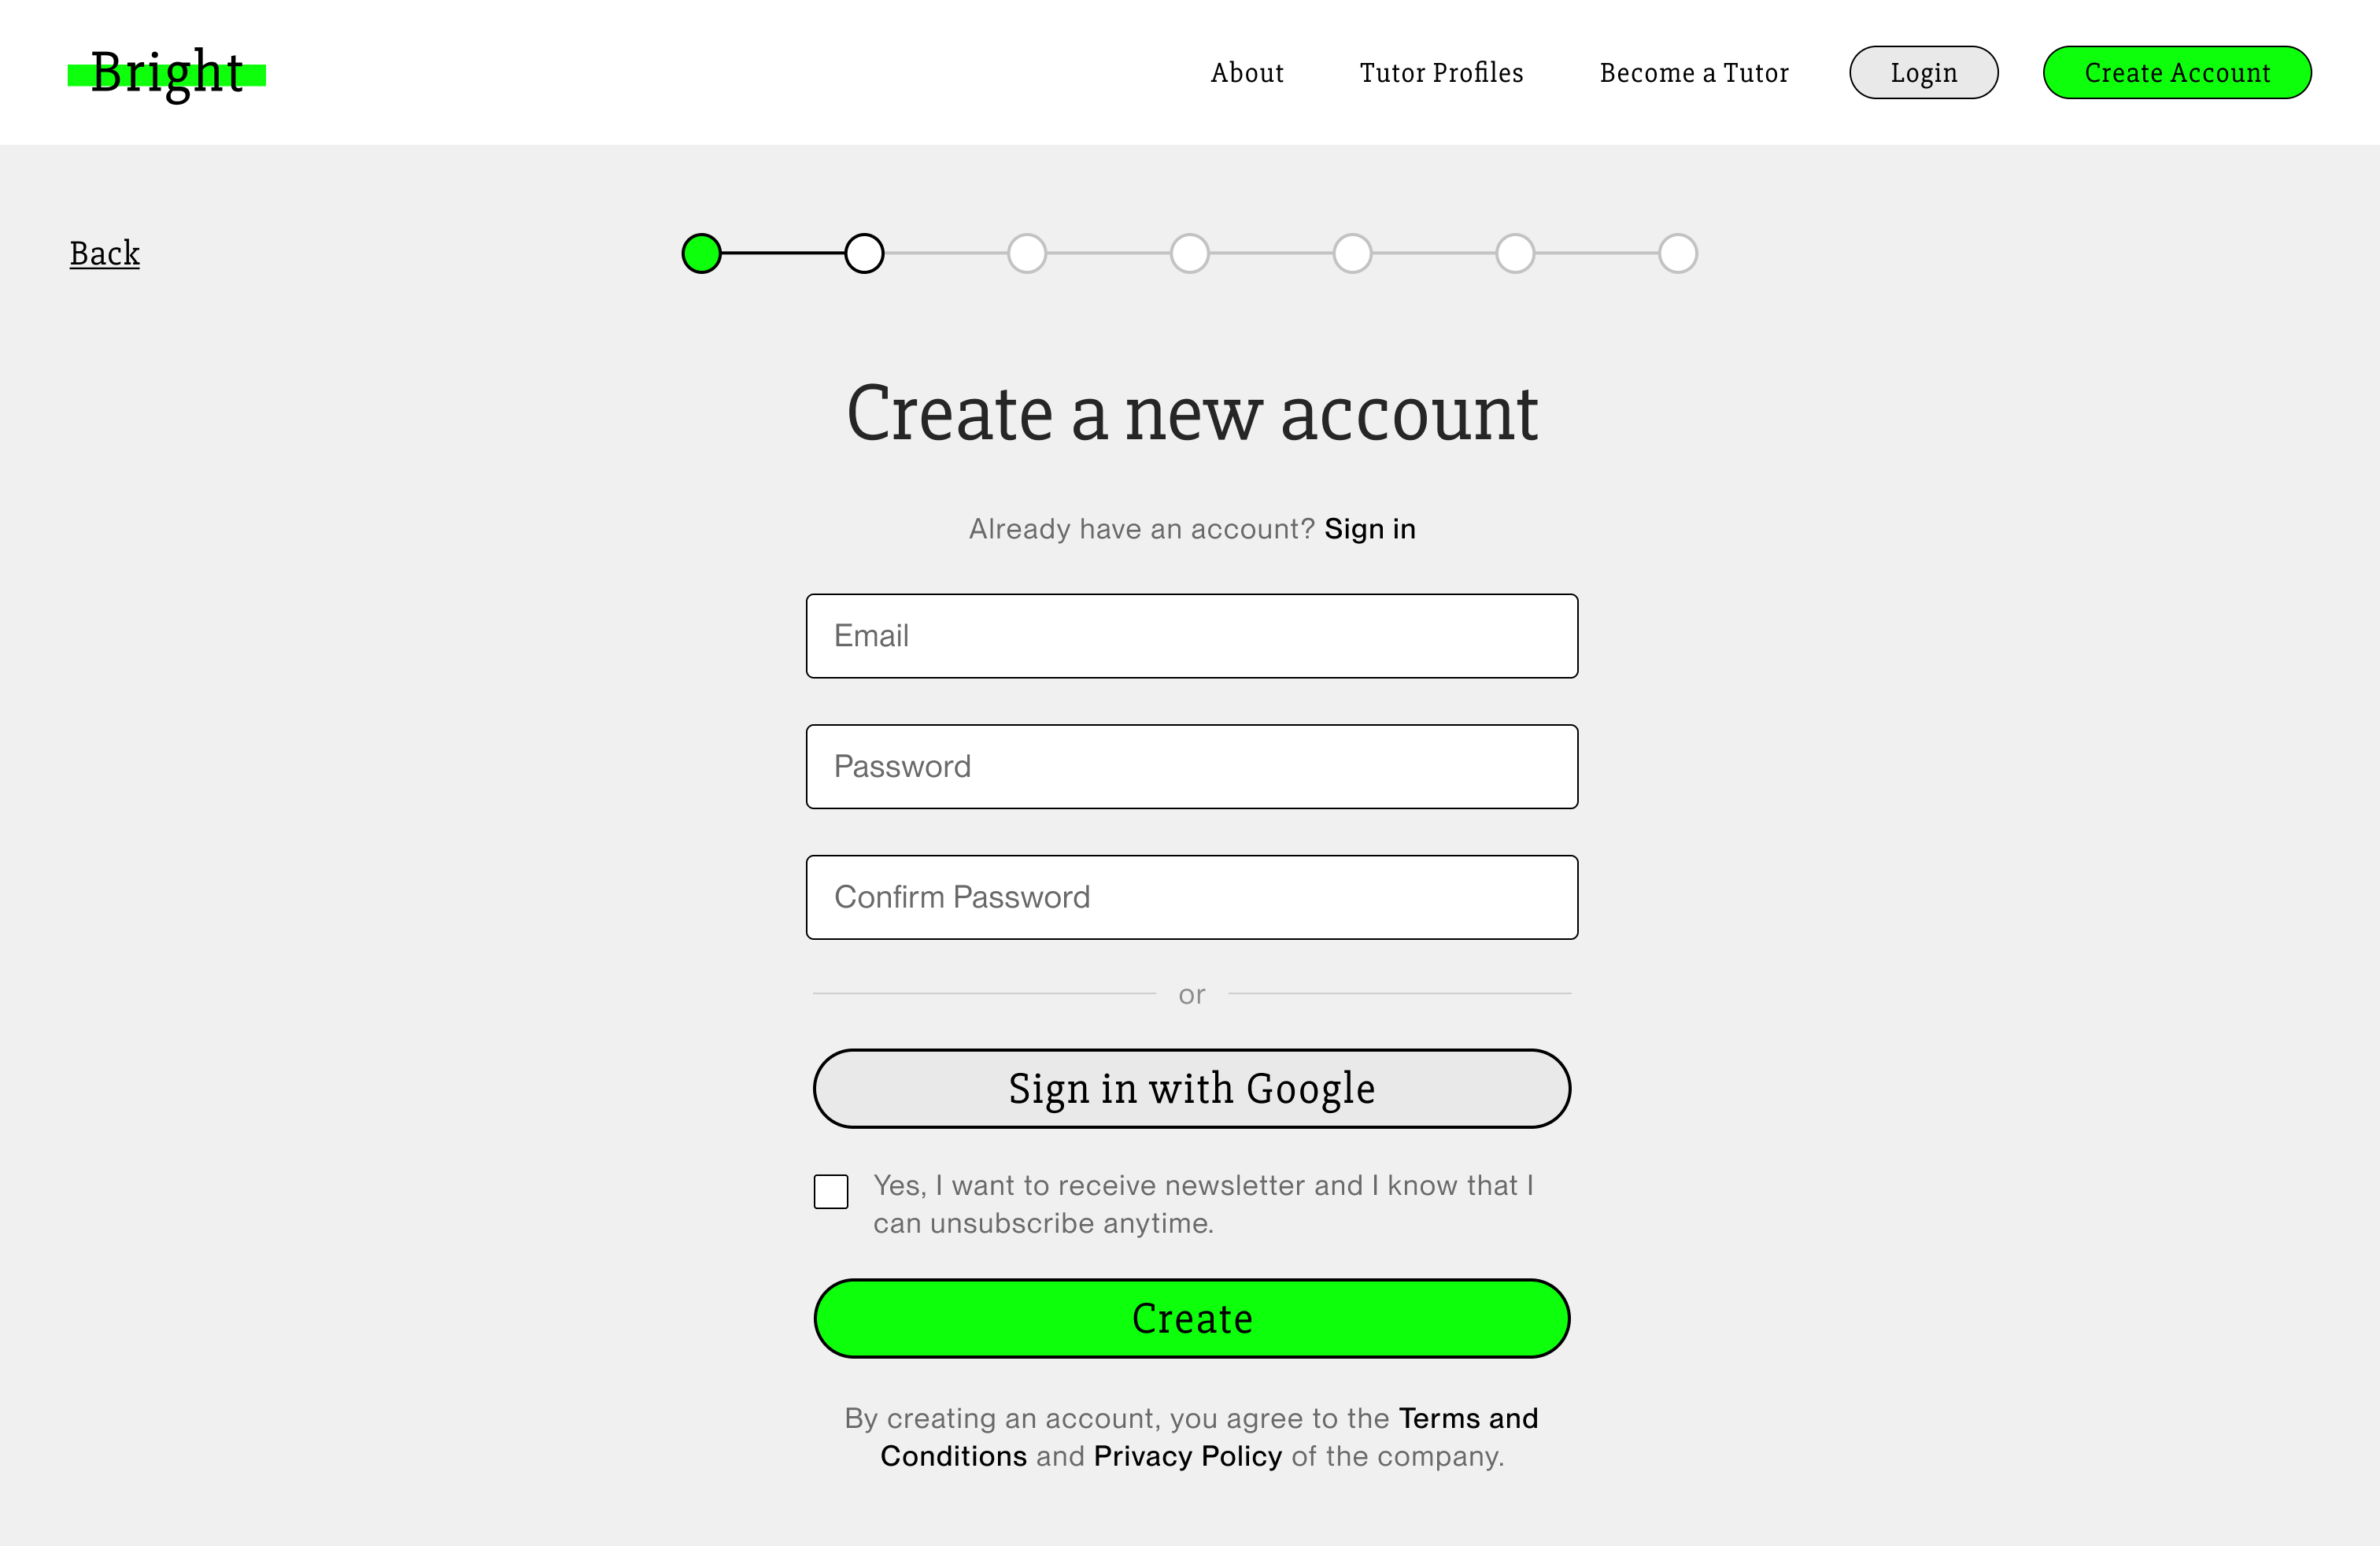 Bright
About Tutor Profiles Become a Tutor Login Create Account
Back
Create a new account
Already have an account? Sign in
Email
Password
Confirm Password
or
Sign in with Google
Yes, I want to receive newsletter and I know that I
can unsubscribe anytime.
Create
By creating an account, you agree to the Terms and
Conditions and Privacy Policy of the company.